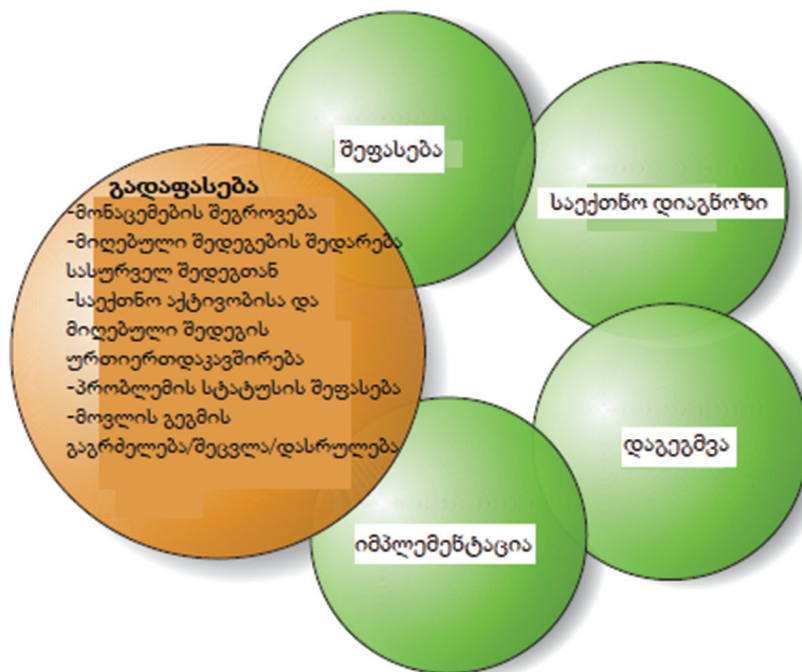 შეფასება
საექთნო დიაგნოზი
დაგეგმვა
იმპლემენტაცია
გადაფასება
-მონაცემების შეგროვება
-მიღებული შედეგების შედარება
სასურველ შედეგთან
-საექთნო აქტივობისა და
მიღებული შედეგის
ურთიერთდაკავშირება
-პრობლემის სტატუსის შეფასება
-მოვლის გეგმის
გაგრძელება/შეცვლა/დასრულება